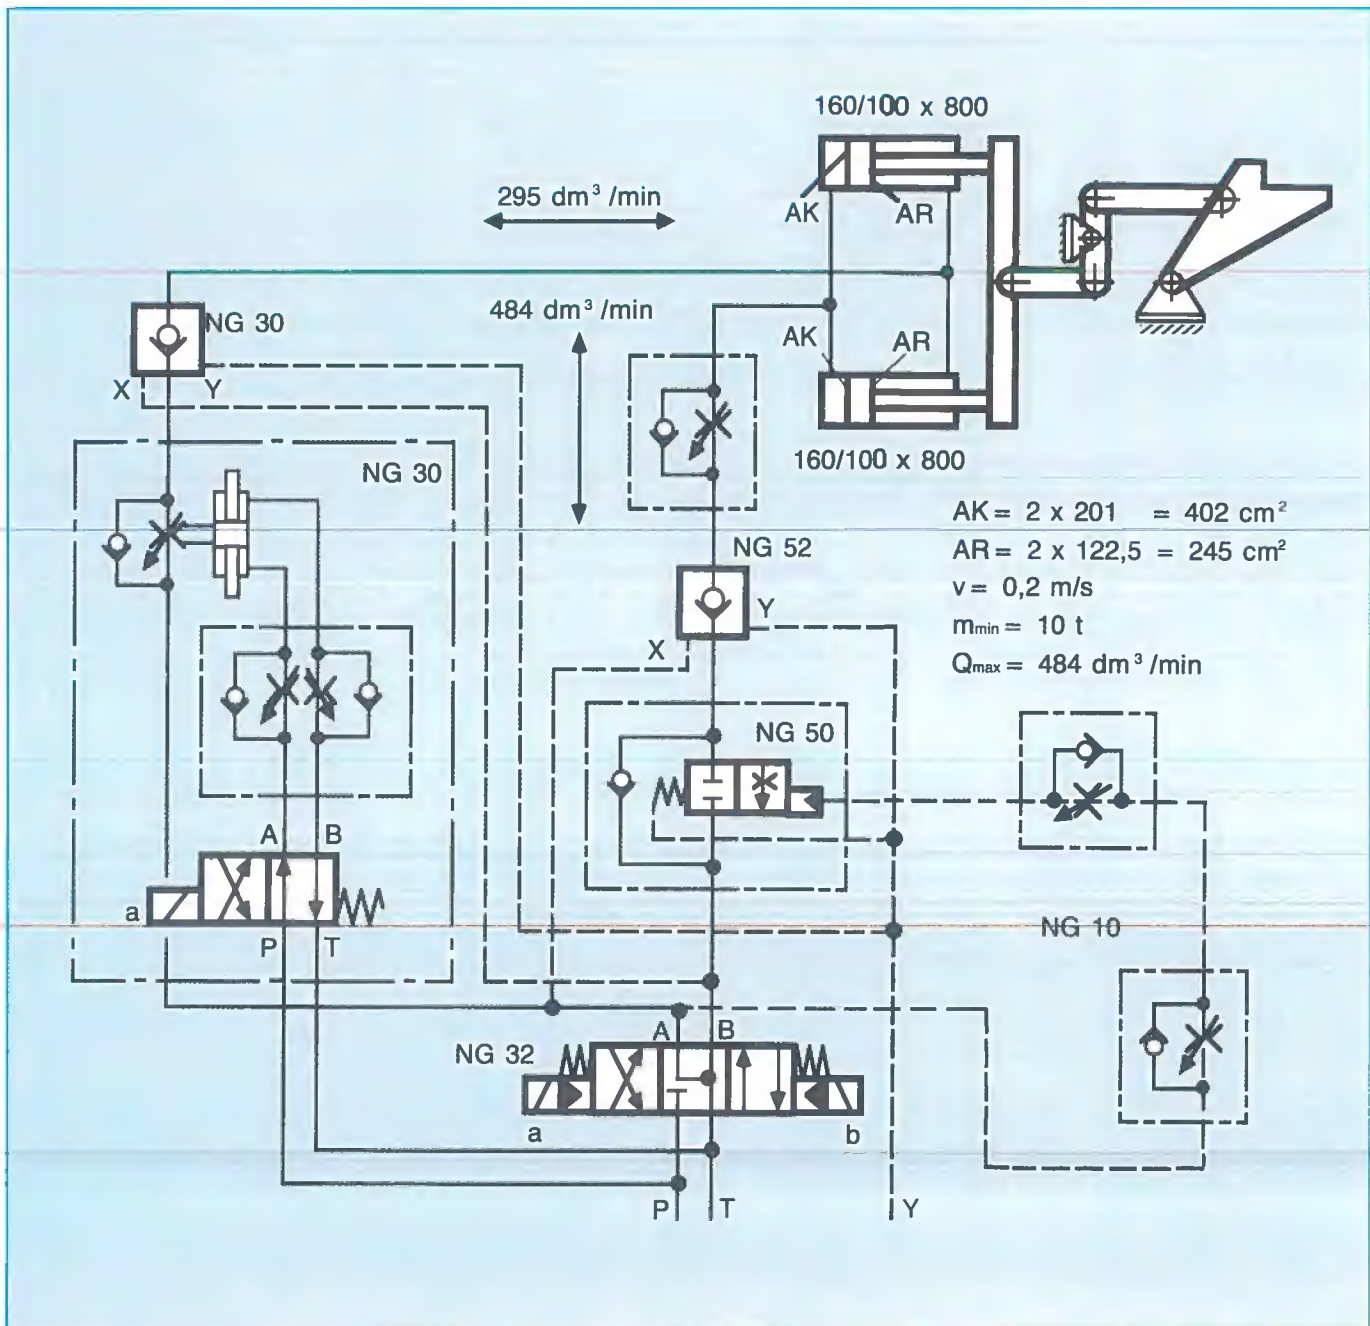 160/100 x 800
295 dm³ /min
AK
AR
484 dm³ /min
NG 30
X
Y
AK
AR
160/100 x 800
NG 30
NG 52
AK = 2 x 201 = 402 cm²
AR = 2 x 122,5 = 245 cm²
v = 0,2 m/s
mmin = 10 t
Qmax = 484 dm³ /min
Y
X
NG 50
A
B
a
P
T
NG 10
A
B
NG 32
a
b
P
T
Y